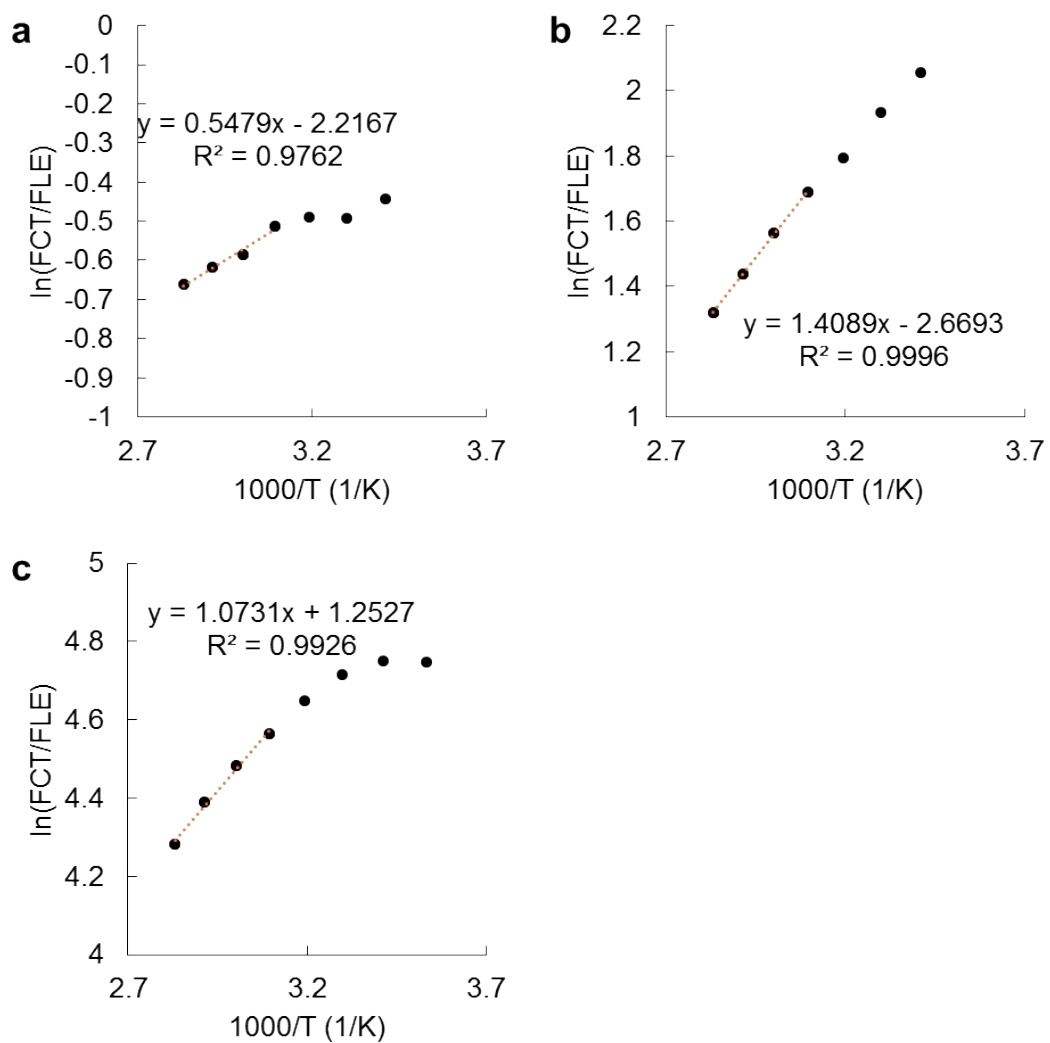 a
0
-0.1
-0.2
-0.3
-0.4
-0.5
-0.6
-0.7
-0.8
-0.9
-1
ln(FCT/FLE)
y = 0.5479x - 2.2167
R² = 0.9762
2.7
3.2
3.7
1000/T (1/K)
b
2.2
2
1.8
1.6
1.4
1.2
1
ln(FCT/FLE)
y = 1.4089x - 2.6693
R² = 0.9996
2.7
3.2
3.7
1000/T (1/K)
c
5
4.8
4.6
4.4
4.2
4
ln(FCT/FLE)
y = 1.0731x + 1.2527
R² = 0.9926
2.7
3.2
3.7
1000/T (1/K)